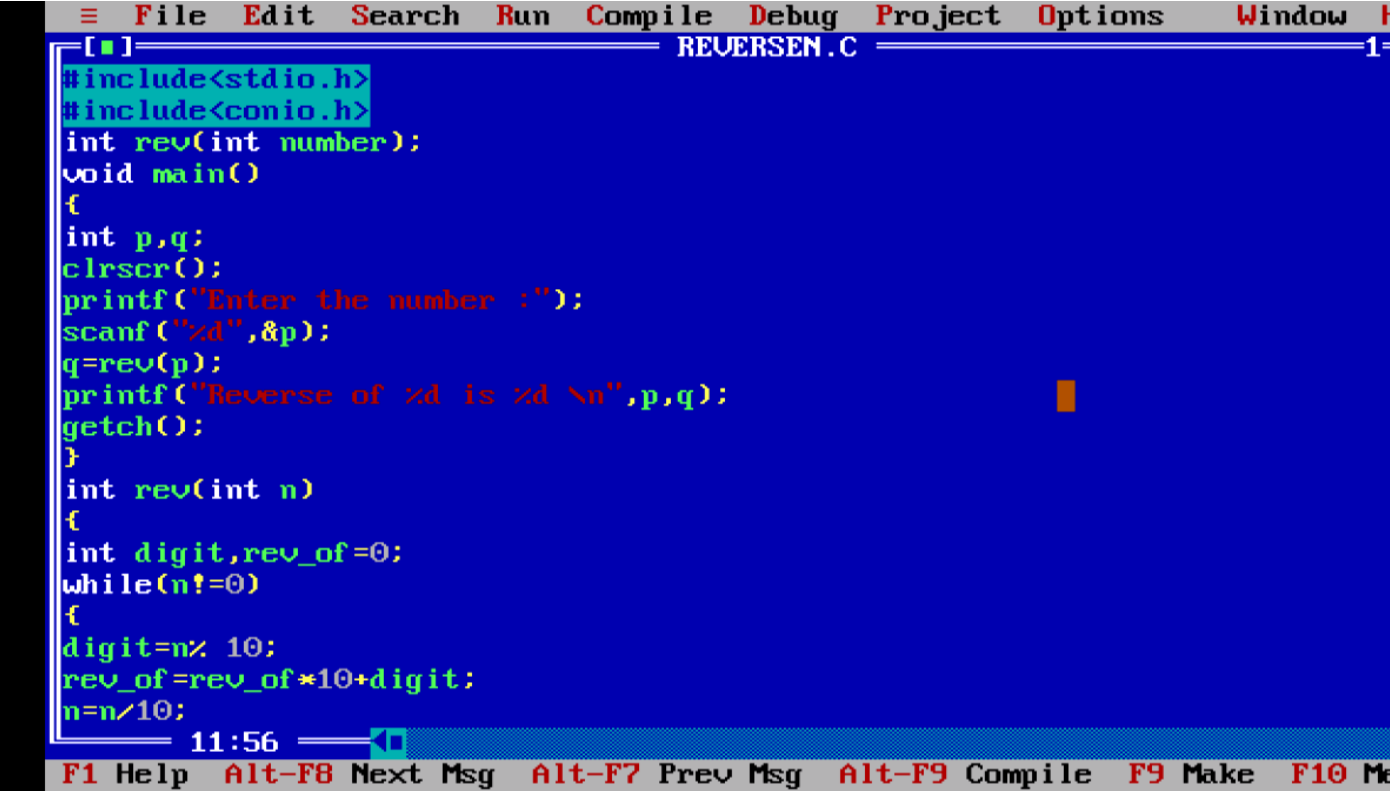 ≡ File Edit Search Run Compile Debug Project Options Window
[■] REVERSEN.C 1
#include<stdio.h>
#include<conio.h>
int rev(int number);
void main()
{
int p,q;
clrscr();
printf("Enter the number :");
scanf("%d",&p);
q=rev(p);
printf("Reverse of %d is %d \n",p,q);
getch();
}
int rev(int n)
{
int digit,rev_of=0;
while(n!=0)
{
digit=n% 10;
rev_of=rev_of*10+digit;
n=n/10;
11:56
F1 Help Alt-F8 Next Msg Alt-F7 Prev Msg Alt-F9 Compile F9 Make F10